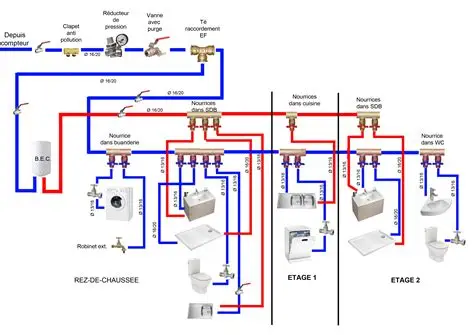 Depuis
compteur
Clapet
anti
pollution
Réducteur
de
pression
Vanne
avec
purge
Té
raccordement
EF
Ø 16/20
Ø 16/20
Ø 16/20
Ø 16/20
Ø 16/20
B.E.C.
Nourrice
dans buanderie
Nourrices
dans SDB
Nourrices
dans cuisine
Nourrices
dans SDB
Nourrice
dans WC
Ø 13/16
Ø 13/16
Ø 13/16
Ø 13/16
Ø 16/20
Ø 13/16
Ø 13/16
Ø 13/16
Ø 13/16
Ø 16/20
Ø 13/16
Ø 13/16
Robinet ext.
REZ-DE-CHAUSSEE
ETAGE 1
ETAGE 2